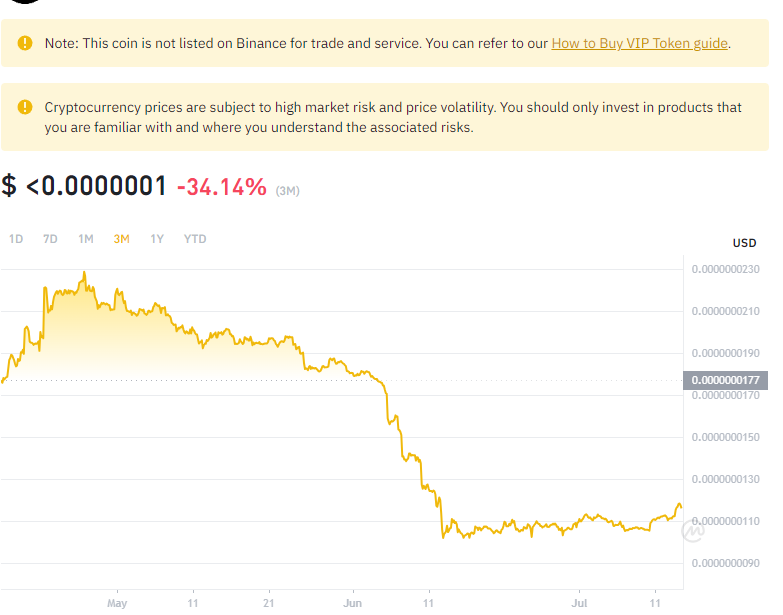 Note: This coin is not listed on Binance for trade and service. You can refer to our How to Buy VIP Token guide.
Cryptocurrency prices are subject to high market risk and price volatility. You should only invest in products that
you are familiar with and where you understand the associated risks.
$ <0.0000001 -34.14% (3M)
1D 7D 1M 3M 1Y YTD
USD
0.0000000230
0.0000000210
0.0000000190
0.0000000177
0.0000000170
0.0000000150
0.0000000130
0.0000000110
0.0000000090
May 11 21 Jun 11 Jul 11